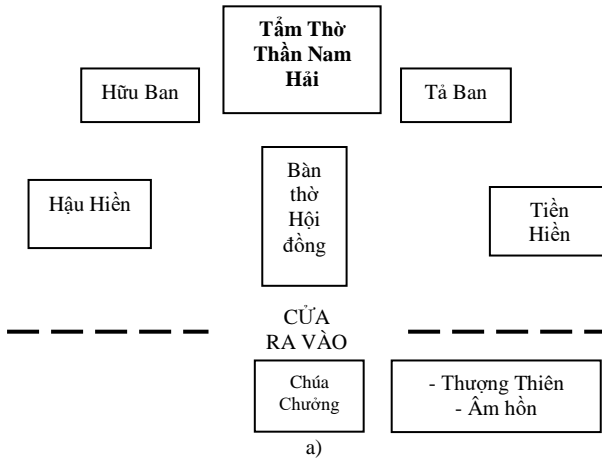 Tẩm Thờ
Thần Nam
Hải
Hữu Ban
Tả Ban
Bàn
thờ
Hội
đồng
Hậu Hiền
Tiền
Hiền
CỬA
RA VÀO
Chúa
Chưởng
- Thượng Thiên
- Âm hồn
a)